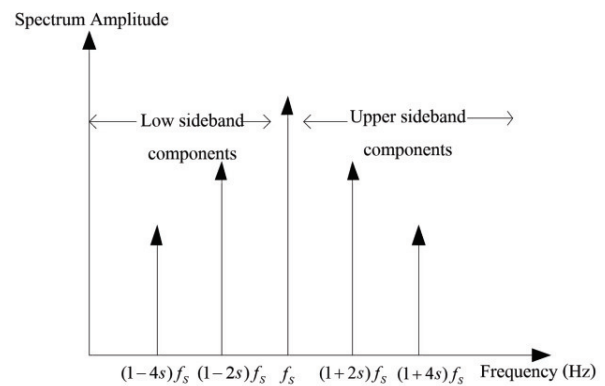 Spectrum Amplitude
Low sideband
components
Upper sideband
components
(1−4s)fₛ (1−2s)fₛ fₛ (1+2s)fₛ (1+4s)fₛ Frequency (Hz)